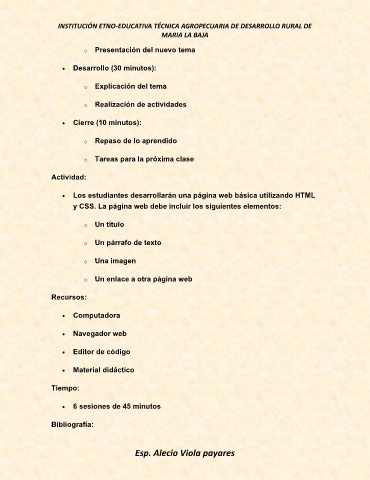 INSTITUCIÓN ETNO-EDUCATIVA TÉCNICA AGROPECUARIA DE DESARROLLO RURAL DE
MARIA LA BAJA
o Presentación del nuevo tema
• Desarrollo (30 minutos):
o Explicación del tema
o Realización de actividades
• Cierre (10 minutos):
o Repaso de lo aprendido
o Tareas para la próxima clase
Actividad:
• Los estudiantes desarrollarán una página web básica utilizando HTML
y CSS. La página web debe incluir los siguientes elementos:
o Un título
o Un párrafo de texto
o Una imagen
o Un enlace a otra página web
Recursos:
• Computadora
• Navegador web
• Editor de código
• Material didáctico
Tiempo:
• 6 sesiones de 45 minutos
Bibliografía:
Esp. Alecio Viola payares